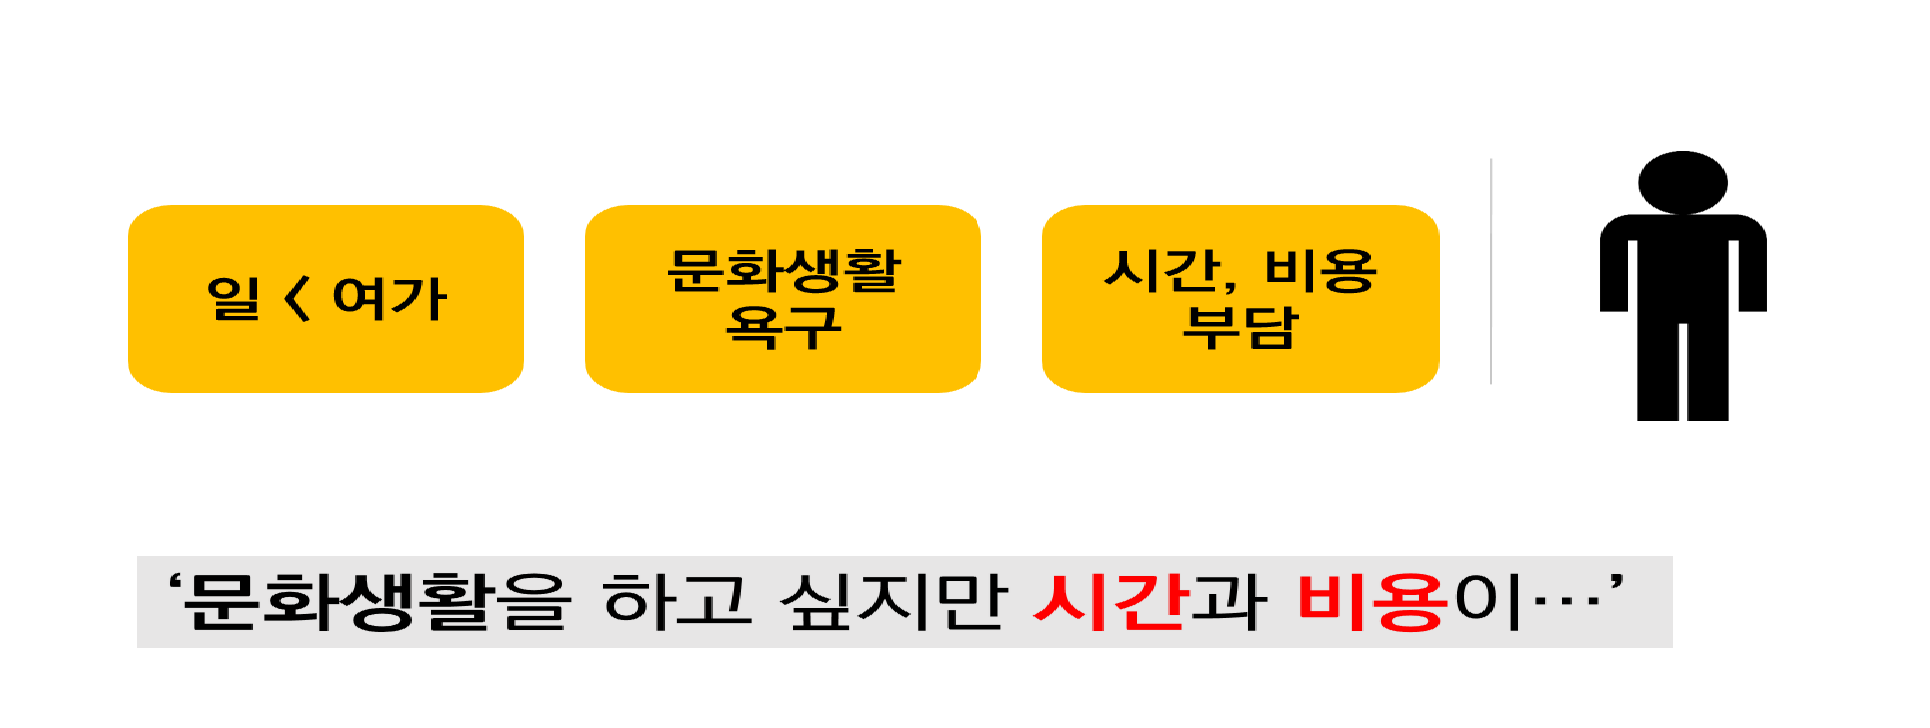 일 < 여가
문화생활
욕구
시간, 비용
부담
‘문화생활을 하고 싶지만 시간과 비용이…’